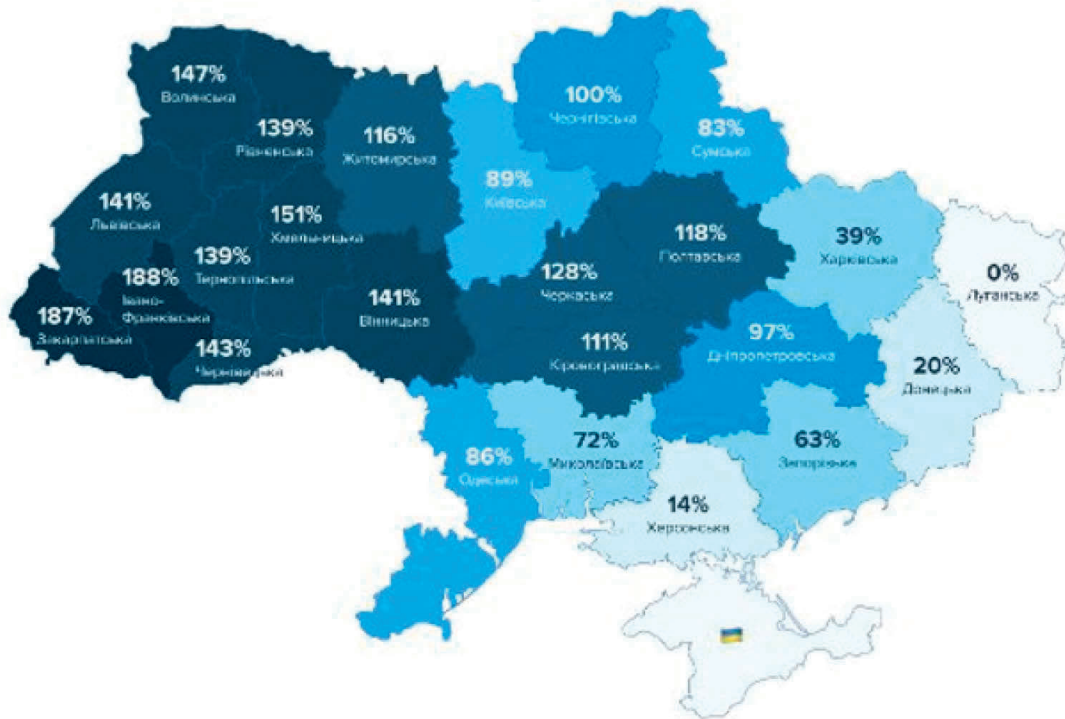 147%
Волинська
139%
Рівненська
116%
Житомирська
100%
Чернігівська
83%
Сумська
89%
Київська
141%
Львівська
151%
Хмельницька
139%
Тернопільська
188%
Івано-
Франківська
187%
Закарпатська
143%
Чернівецька
141%
Вінницька
128%
Черкаська
118%
Полтавська
39%
Харківська
0%
Луганська
111%
Кіровоградська
97%
Дніпропетровська
20%
Донецька
86%
Одеська
72%
Миколаївська
63%
Запорізька
14%
Херсонська